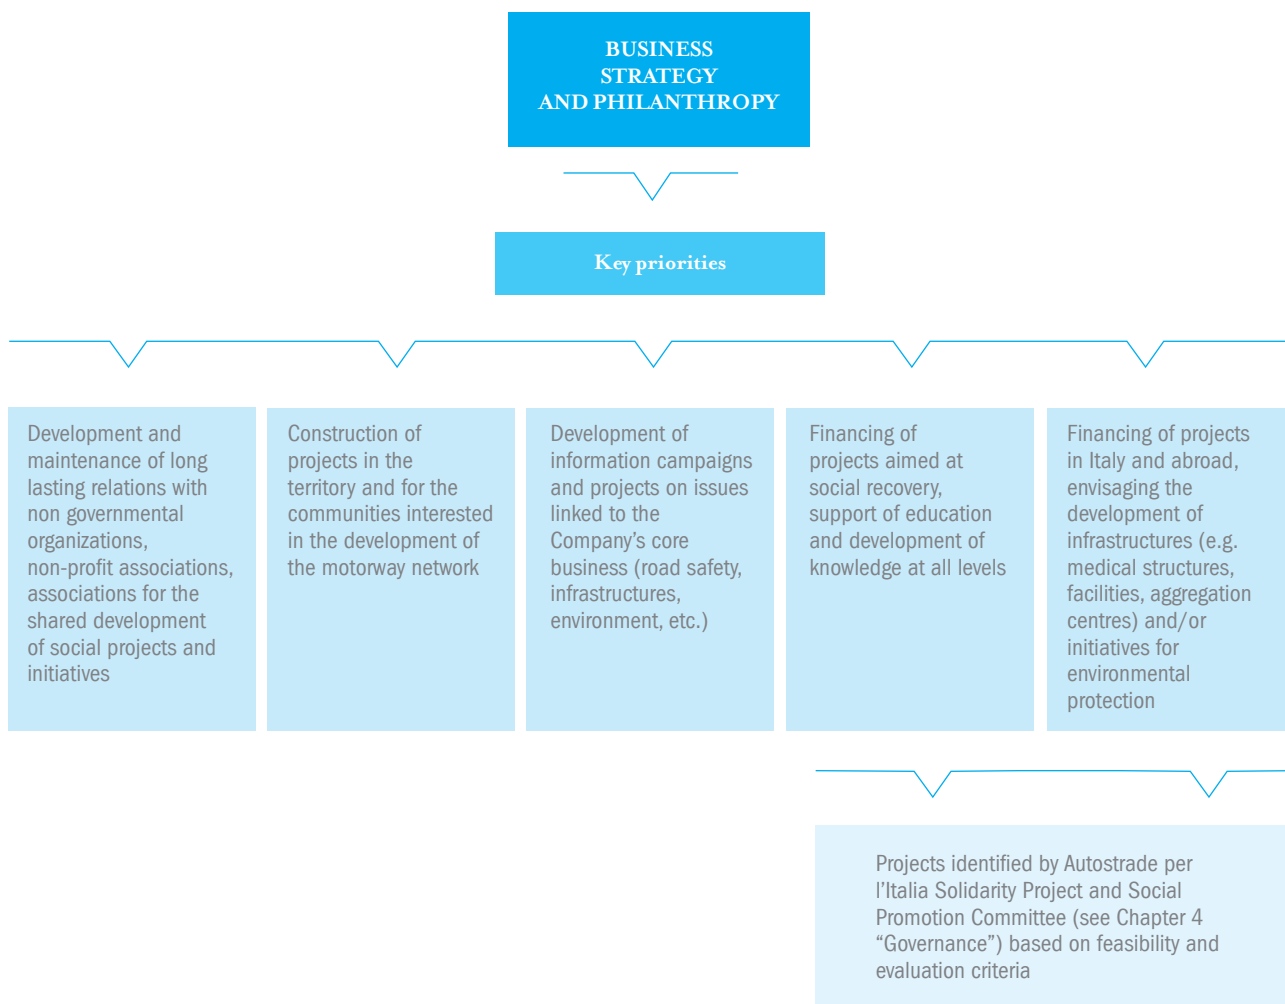 BUSINESS
STRATEGY
AND PHILANTHROPY
Key priorities
Development and
maintenance of long
lasting relations with
non governmental
organizations,
non-profit associations,
associations for the
shared development
of social projects and
initiatives
Construction of
projects in the
territory and for the
communities interested
in the development of
the motorway network
Development of
information campaigns
and projects on issues
linked to the
Company’s core
business (road safety,
infrastructures,
environment, etc.)
Financing of
projects aimed at
social recovery,
support of education
and development of
knowledge at all levels
Financing of projects
in Italy and abroad,
envisaging the
development of
infrastructures (e.g.
medical structures,
facilities, aggregation
centres) and/or
initiatives for
environmental
protection
Projects identified by Autostrade per
l’Italia Solidarity Project and Social
Promotion Committee (see Chapter 4
“Governance”) based on feasibility and
evaluation criteria